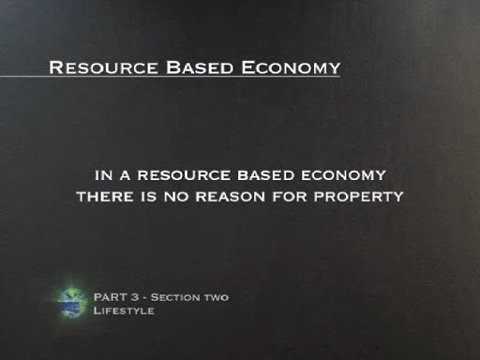 Resource Based Economy
in a resource based economy
there is no reason for property
PART 3 - Section two
Lifestyle